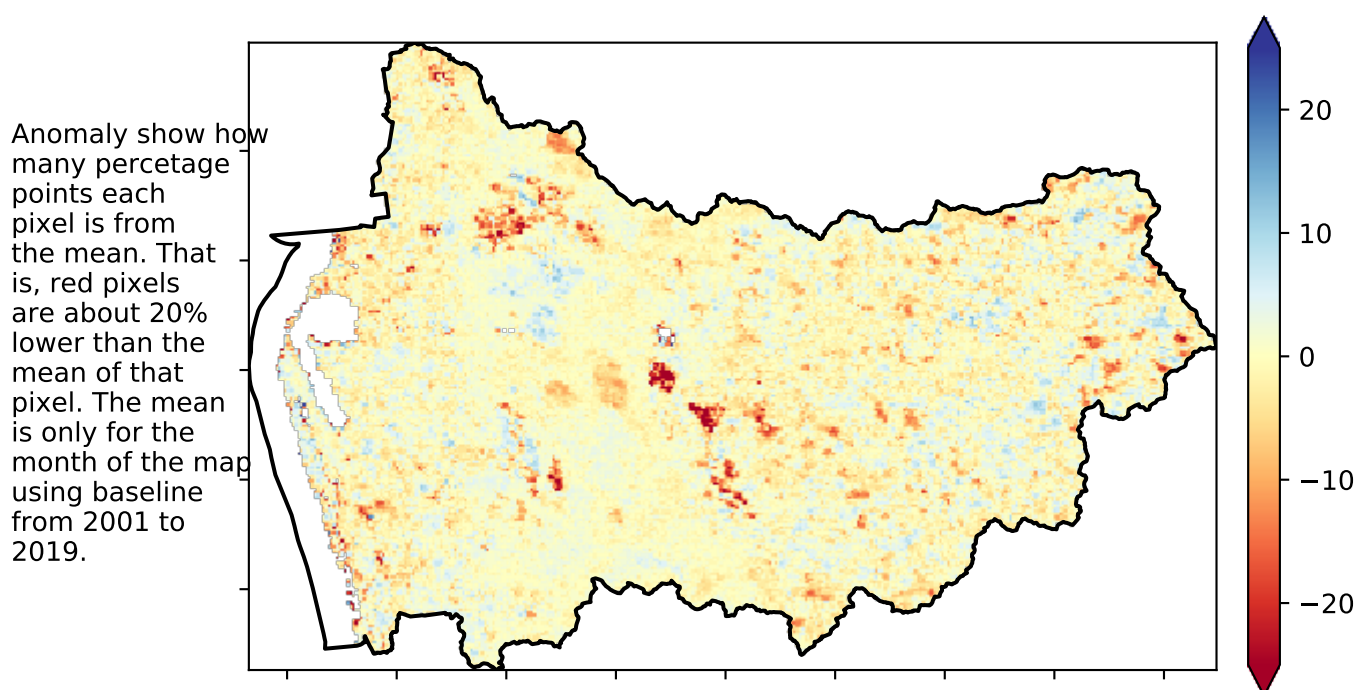 Anomaly show how
many percetage
points each
pixel is from
the mean. That
is, red pixels
are about 20%
lower than the
mean of that
pixel. The mean
is only for the
month of the map
using baseline
from 2001 to
2019.
20
10
0
−10
−20